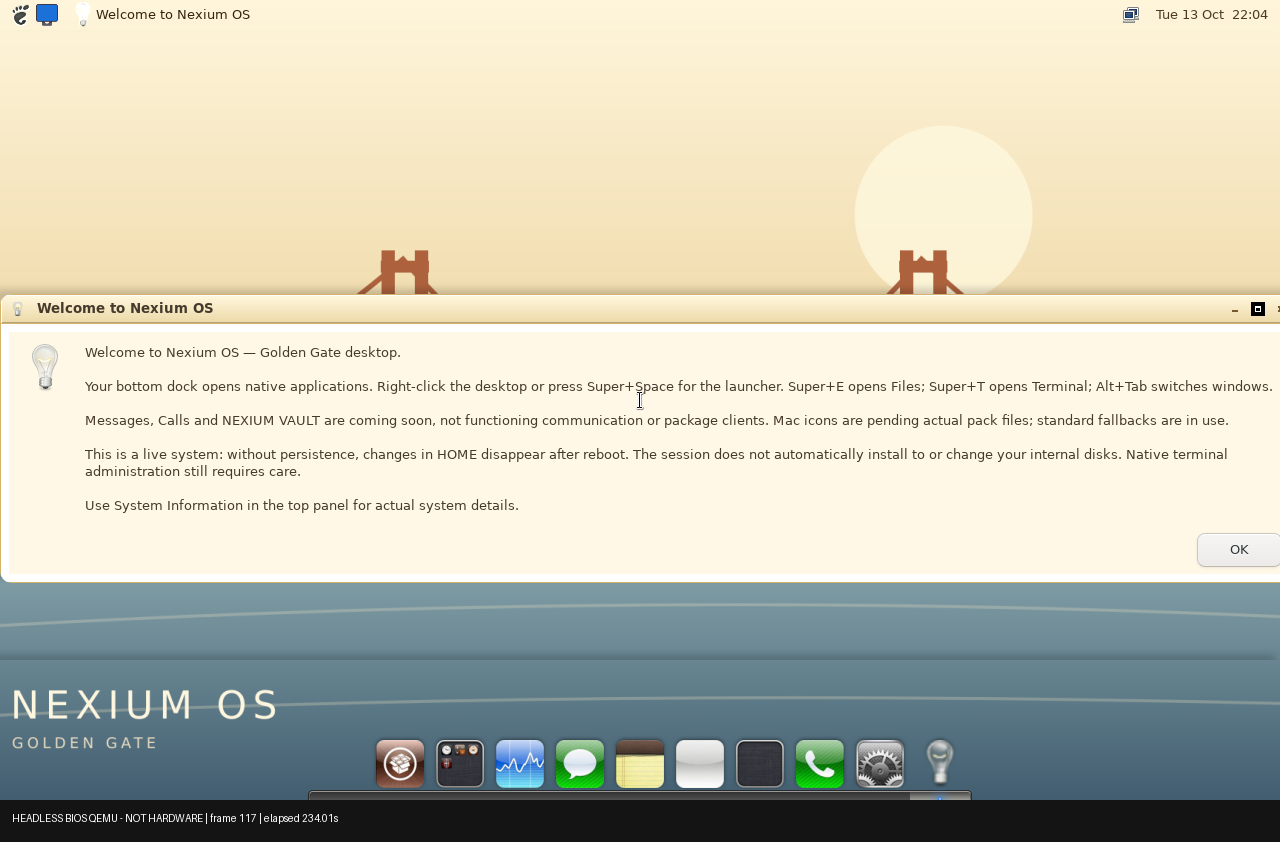 Welcome to Nexium OS
Tue 13 Oct 22:04
Welcome to Nexium OS
Welcome to Nexium OS — Golden Gate desktop.
Your bottom dock opens native applications. Right-click the desktop or press Super+Space for the launcher. Super+E opens Files; Super+T opens Terminal; Alt+Tab switches windows.
Messages, Calls and NEXIUM VAULT are coming soon, not functioning communication or package clients. Mac icons are pending actual pack files; standard fallbacks are in use.
This is a live system: without persistence, changes in HOME disappear after reboot. The session does not automatically install to or change your internal disks. Native terminal
administration still requires care.
Use System Information in the top panel for actual system details.
OK
NEXIUM OS
GOLDEN GATE
HEADLESS BIOS QEMU - NOT HARDWARE | frame 117 | elapsed 234.01s